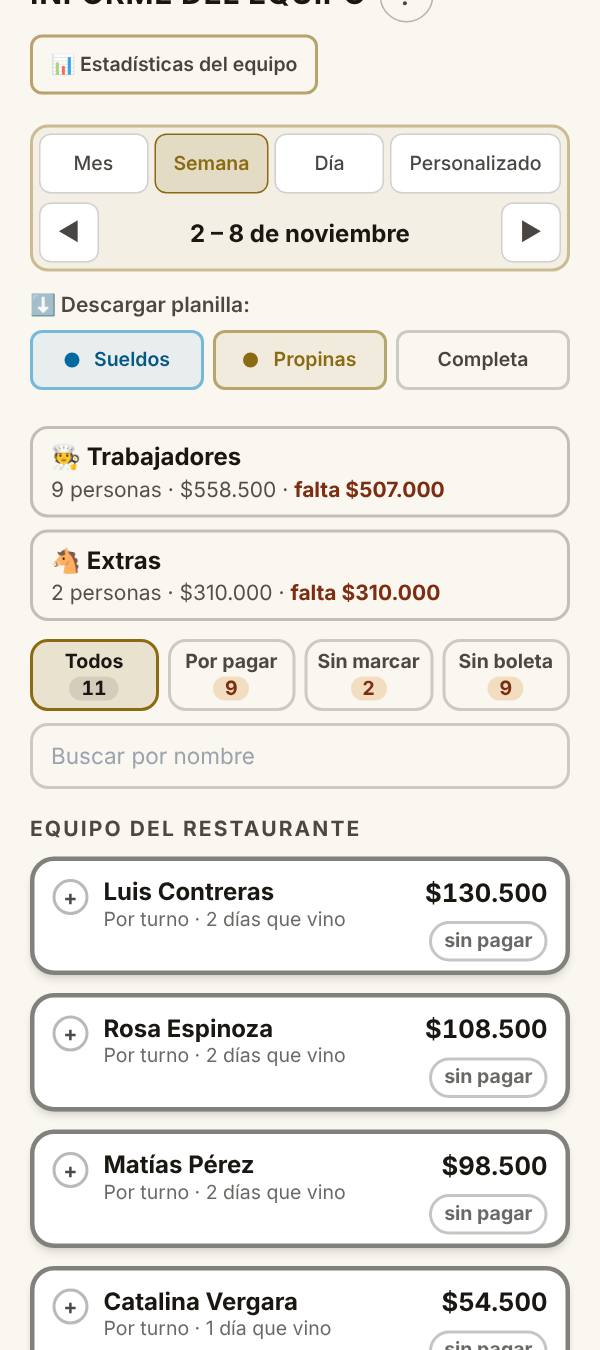 INFORME DEL EQUIPO ?
📊 Estadísticas del equipo
Mes Semana Día Personalizado
◀ 2 – 8 de noviembre ▶
⬇️ Descargar planilla:
● Sueldos ● Propinas Completa
🧑‍🍳 Trabajadores
9 personas · $558.500 · falta $507.000
🐴 Extras
2 personas · $310.000 · falta $310.000
Todos Por pagar Sin marcar Sin boleta
11 9 2 9
Buscar por nombre
EQUIPO DEL RESTAURANTE
+ Luis Contreras $130.500
Por turno · 2 días que vino
sin pagar
+ Rosa Espinoza $108.500
Por turno · 2 días que vino
sin pagar
+ Matías Pérez $98.500
Por turno · 2 días que vino
sin pagar
+ Catalina Vergara $54.500
Por turno · 1 día que vino
sin pagar